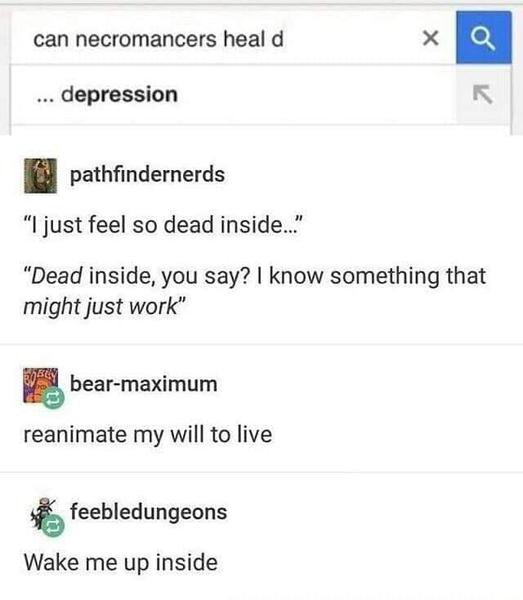 can necromancers heal d
... depression
pathfindernerds
“I just feel so dead inside...”
“Dead inside, you say? I know something that
might just work”
bear-maximum
reanimate my will to live
feebledungeons
Wake me up inside